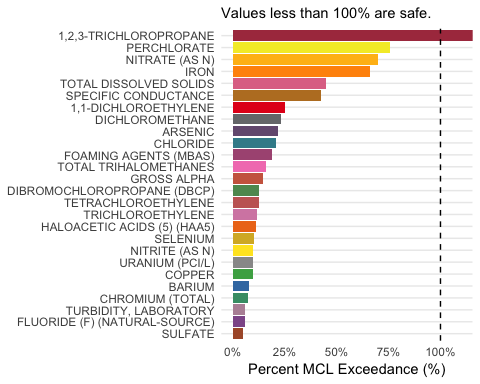 Values less than 100% are safe.
1,2,3-TRICHLOROPROPANE
PERCHLORATE
NITRATE (AS N)
IRON
TOTAL DISSOLVED SOLIDS
SPECIFIC CONDUCTANCE
1,1-DICHLOROETHYLENE
DICHLOROMETHANE
ARSENIC
CHLORIDE
FOAMING AGENTS (MBAS)
TOTAL TRIHALOMETHANES
GROSS ALPHA
DIBROMOCHLOROPROPANE (DBCP)
TETRACHLOROETHYLENE
TRICHLOROETHYLENE
HALOACETIC ACIDS (5) (HAA5)
SELENIUM
NITRITE (AS N)
URANIUM (PCI/L)
COPPER
BARIUM
CHROMIUM (TOTAL)
TURBIDITY, LABORATORY
FLUORIDE (F) (NATURAL-SOURCE)
SULFATE
0% 25% 50% 75% 100%
Percent MCL Exceedance (%)